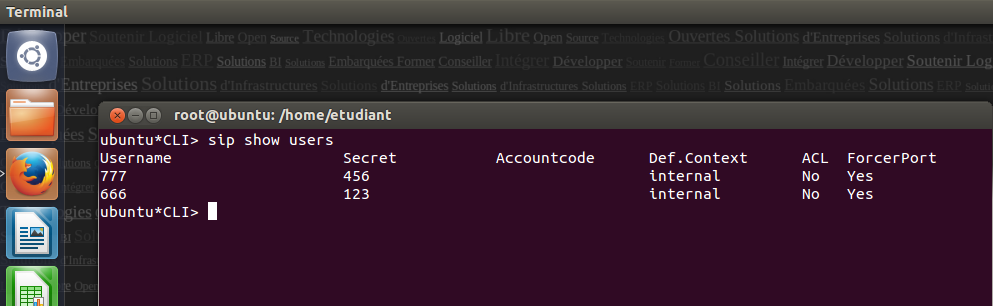 Terminal
per Soutenir Logiciel Libre Open Source Technologies Ouvertes Logiciel Libre Open Source Technologies Ouvertes Solutions d'Entreprises Solutions d'Infrast
Embarquées Solutions ERP Solutions BI Solutions Embarquées Former Conseiller Intégrer Développer Soutenir Former Conseiller Intégrer Développer Soutenir Log
d'Entreprises Solutions d'Infrastructures Solutions d'Entreprises Solutions d'Infrastructures Solutions ERP Solutions BI Solutions Embarquées Solutions ERP
root@ubuntu: /home/etudiant
ubuntu*CLI> sip show users
Username Secret Accountcode Def.Context ACL ForcerPort
777 456 internal No Yes
666 123 internal No Yes
ubuntu*CLI>